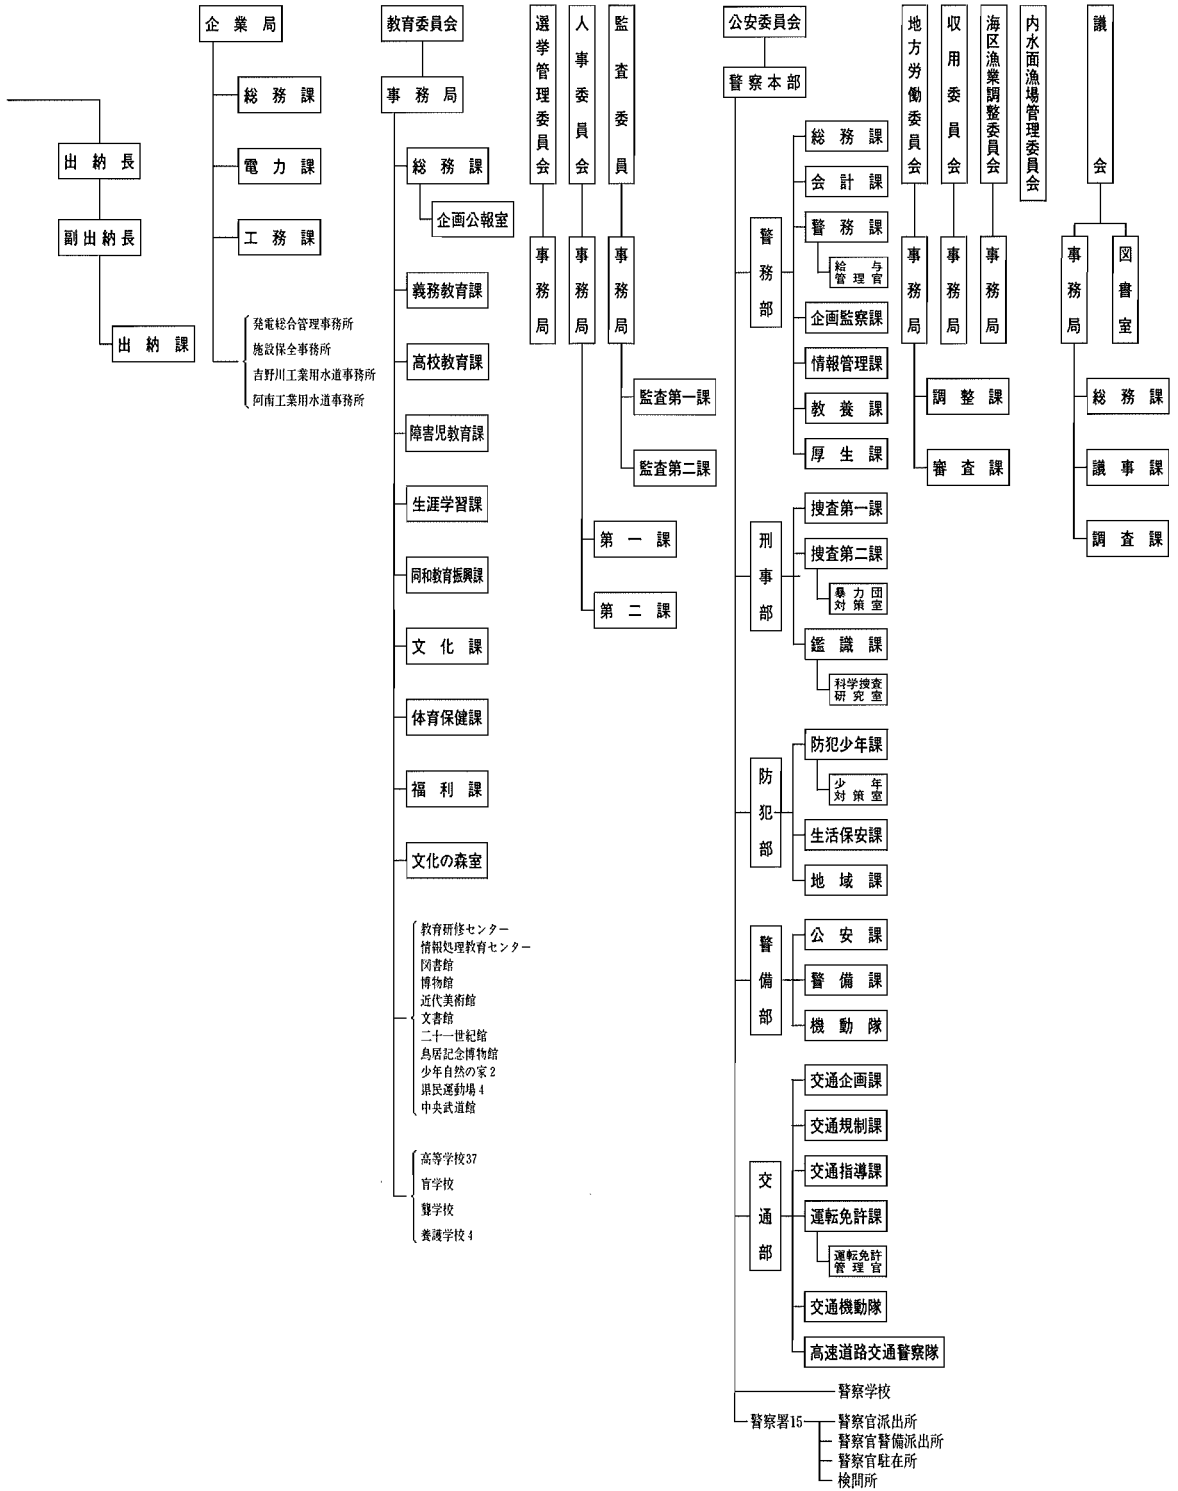 出納長
副出納長
出納課
企業局
総務課
電力課
工務課
発電総合管理事務所
施設保全事務所
吉野川工業用水道事務所
阿南工業用水道事務所
教育委員会
事務局
総務課
企画公報室
義務教育課
高校教育課
障害児教育課
生涯学習課
同和教育振興課
文化課
体育保健課
福利課
文化の森室
教育研修センター
情報処理教育センター
図書館
博物館
近代美術館
文書館
二十一世紀館
鳥居記念博物館
少年自然の家2
県民運動場4
中央武道館
高等学校37
盲学校
聾学校
養護学校4
選挙管理委員会
事務局
人事委員会
事務局
第一課
第二課
監査委員
事務局
監査第一課
監査第二課
公安委員会
警察本部
警務部
総務課
会計課
警務課
給与
管理官
企画監察課
情報管理課
教養課
厚生課
刑事部
捜査第一課
捜査第二課
暴力団
対策室
鑑識課
科学捜査
研究室
防犯部
防犯少年課
少年
対策室
生活保安課
地域課
警備部
公安課
警備課
機動隊
交通部
交通企画課
交通規制課
交通指導課
運転免許課
運転免許
管理官
交通機動隊
高速道路交通警察隊
警察学校
警察署15
警察官派出所
警察官警備派出所
警察官駐在所
検問所
地方労働委員会
事務局
調整課
審査課
収用委員会
事務局
海区漁業調整委員会
事務局
内水面漁場管理委員会
議会
事務局
図書室
総務課
議事課
調査課